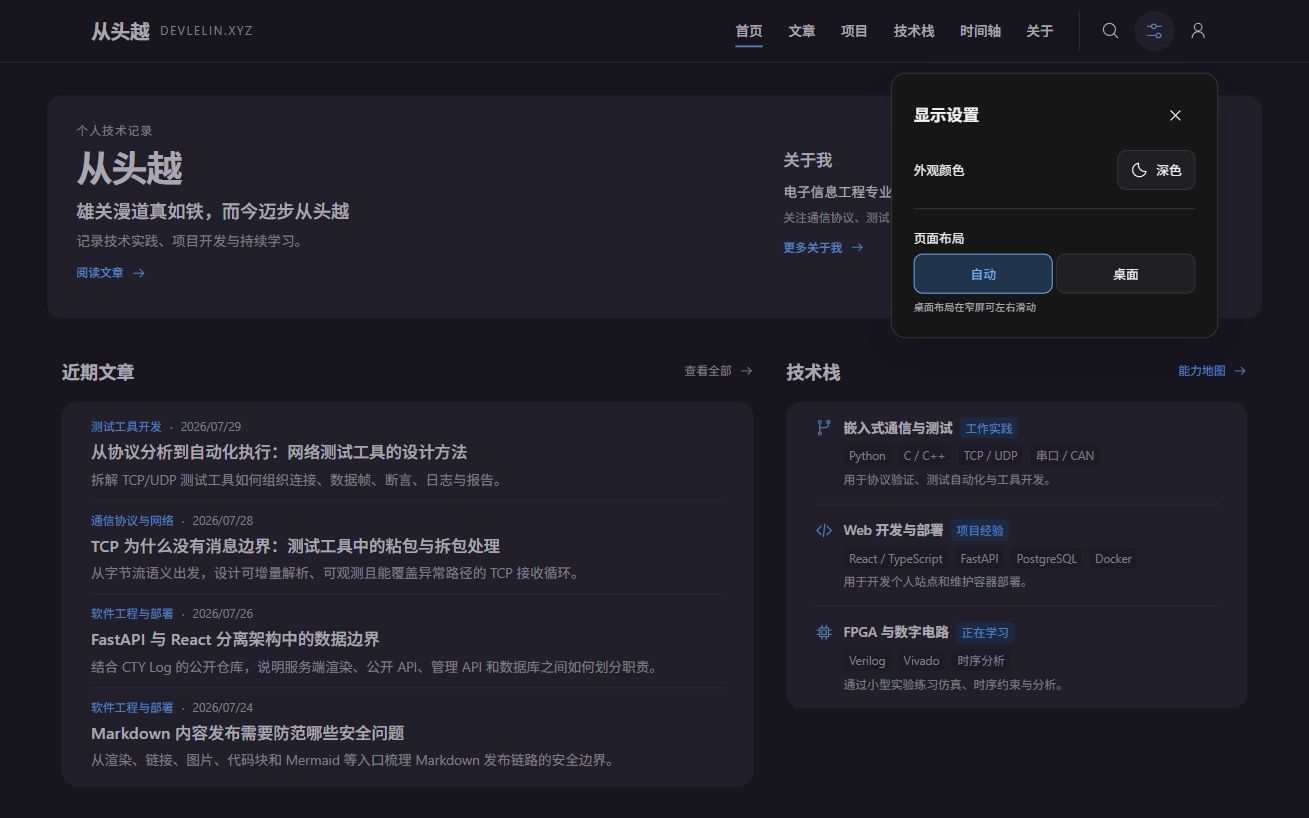 从头越 DEVLELIN.XYZ
首页 文章 项目 技术栈 时间轴 关于
个人技术记录
从头越
雄关漫道真如铁，而今迈步从头越
记录技术实践、项目开发与持续学习。
阅读文章 →
关于我
电子信息工程专业
关注通信协议、测试
更多关于我 →
显示设置
外观颜色 深色
页面布局
自动 桌面
桌面布局在窄屏可左右滑动
近期文章 查看全部 →
测试工具开发 · 2026/07/29
从协议分析到自动化执行：网络测试工具的设计方法
拆解 TCP/UDP 测试工具如何组织连接、数据帧、断言、日志与报告。
通信协议与网络 · 2026/07/28
TCP 为什么没有消息边界：测试工具中的粘包与拆包处理
从字节流语义出发，设计可增量解析、可观测且能覆盖异常路径的 TCP 接收循环。
软件工程与部署 · 2026/07/26
FastAPI 与 React 分离架构中的数据边界
结合 CTY Log 的公开仓库，说明服务端渲染、公开 API、管理 API 和数据库之间如何划分职责。
软件工程与部署 · 2026/07/24
Markdown 内容发布需要防范哪些安全问题
从渲染、链接、图片、代码块和 Mermaid 等入口梳理 Markdown 发布链路的安全边界。
技术栈 能力地图 →
嵌入式通信与测试 工作实践
Python C / C++ TCP / UDP 串口 / CAN
用于协议验证、测试自动化与工具开发。
Web 开发与部署 项目经验
React / TypeScript FastAPI PostgreSQL Docker
用于开发个人站点和维护容器部署。
FPGA 与数字电路 正在学习
Verilog Vivado 时序分析
通过小型实验练习仿真、时序约束与分析。